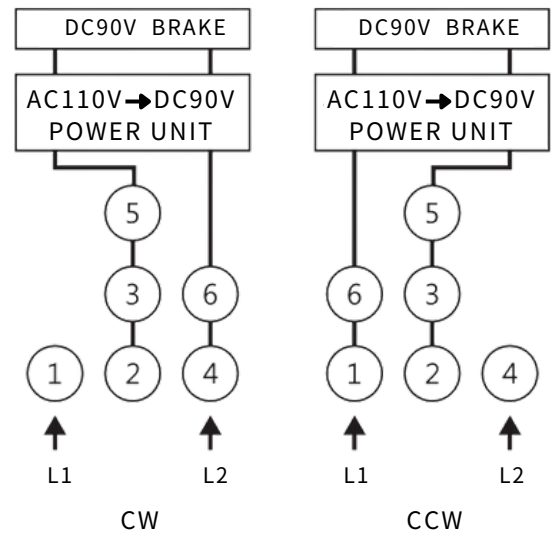 DC90V BRAKE
AC110V→DC90V
POWER UNIT
5
3 6
1 2 4
L1 L2
CW
DC90V BRAKE
AC110V→DC90V
POWER UNIT
5
6 3
1 2 4
L1 L2
CCW